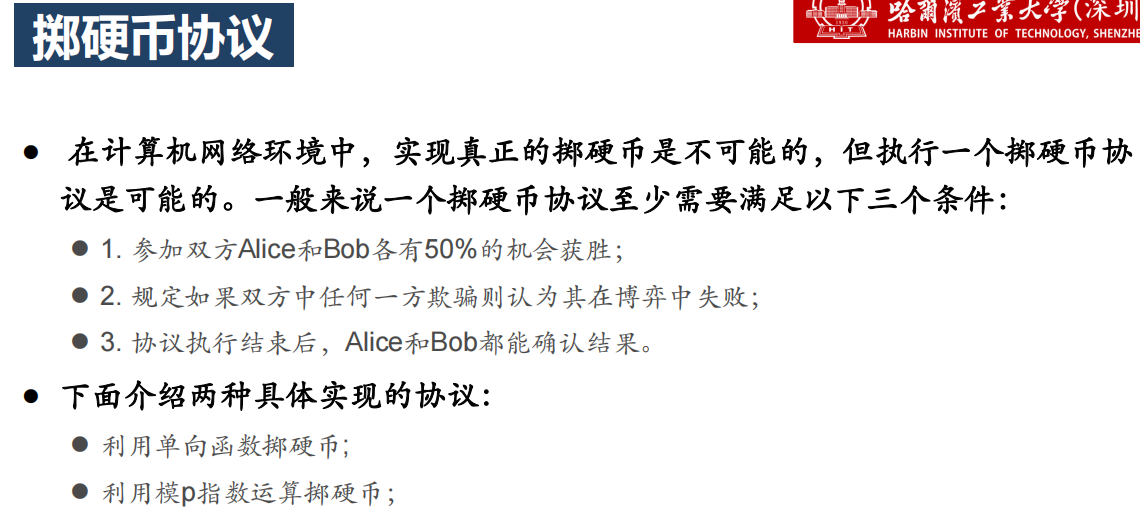 掷硬币协议
哈尔滨工业大学(深圳
HARBIN INSTITUTE OF TECHNOLOGY, SHENZHE
HIT
● 在计算机网络环境中，实现真正的掷硬币是不可能的，但执行一个掷硬币协
议是可能的。一般来说一个掷硬币协议至少需要满足以下三个条件：
● 1. 参加双方Alice和Bob各有50%的机会获胜；
● 2. 规定如果双方中任何一方欺骗则认为其在博弈中失败；
● 3. 协议执行结束后，Alice和Bob都能确认结果。
● 下面介绍两种具体实现的协议：
● 利用单向函数掷硬币；
● 利用模p指数运算掷硬币；